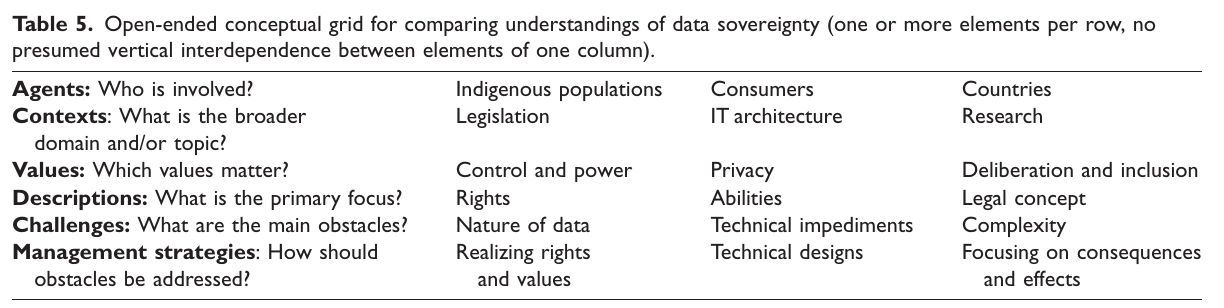 Table 5. Open-ended conceptual grid for comparing understandings of data sovereignty (one or more elements per row, no
presumed vertical interdependence between elements of one column).
Agents: Who is involved? Indigenous populations Consumers Countries
Contexts: What is the broader Legislation IT architecture Research
domain and/or topic?
Values: Which values matter? Control and power Privacy Deliberation and inclusion
Descriptions: What is the primary focus? Rights Abilities Legal concept
Challenges: What are the main obstacles? Nature of data Technical impediments Complexity
Management strategies: How should Realizing rights Technical designs Focusing on consequences
obstacles be addressed? and values and effects